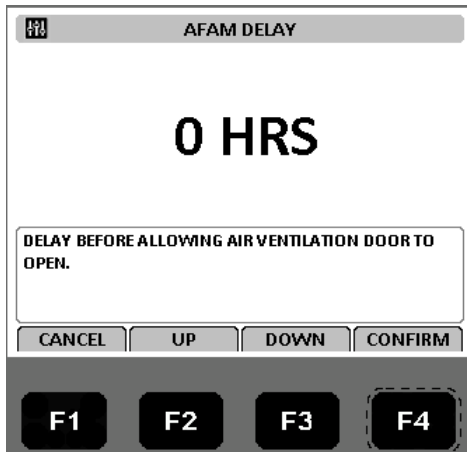 AFAM DELAY
0 HRS
DELAY BEFORE ALLOWING AIR VENTILATION DOOR TO
OPEN.
CANCEL UP DOWN CONFIRM
F1 F2 F3 F4